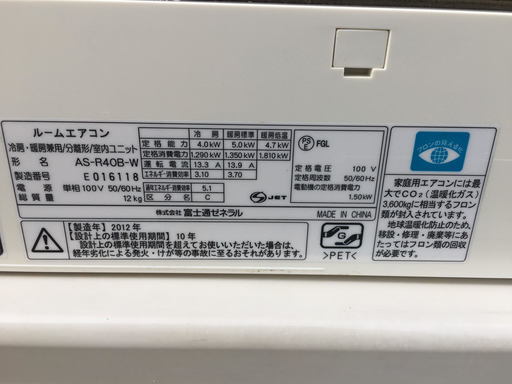 ルームエアコン
冷房・暖房兼用/分離形/室内ユニット
形名 AS-R40B-W
製造番号 E016118
電源 単相100V 50/60Hz
総質量 12kg
冷房 暖房 暖房低温
定格能力 4.0kW 5.0kW 4.7kW
定格消費電力 1,290kW 1,350kW 1,810kW
運転電流 13.3A 13.9A
エネルギー消費効率 3.10 3.70
通年エネルギー消費効率 5.1
区分 C
PSE FGL
定格電圧 100V
定格周波数 50/60Hz
電動機の定格消費電力 1.50kW
JET
株式会社 富士通ゼネラル MADE IN CHINA
【製造年】2012年
【設計上の標準使用期間】10年
設計上の標準使用期間を超えてお使いいただいた場合は、
経年劣化による発火・けが等の事故に至るおそれがあります。
G
>PET<
フロンの見える化
家庭用エアコンには最
大でCO₂(温暖化ガス)
3,600kgに相当するフロン
類が封入されています。
地球温暖化防止のため、
移設・修理・廃棄等にあ
たってはフロン類の回収
が必要です。